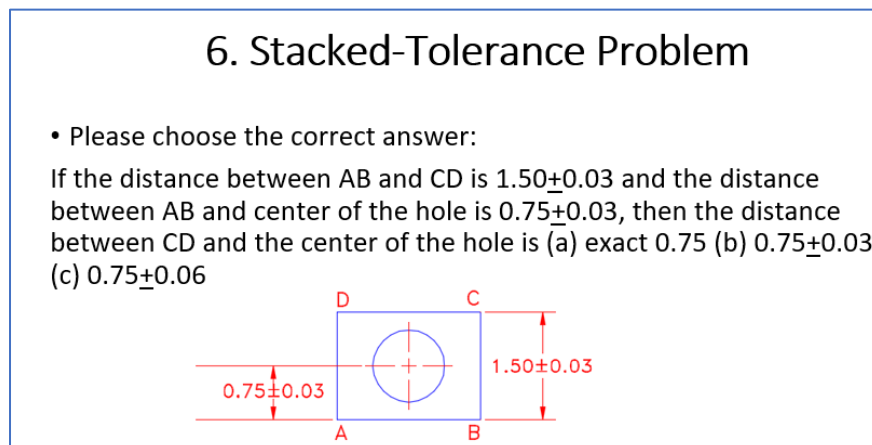 6. Stacked-Tolerance Problem
• Please choose the correct answer:
If the distance between AB and CD is 1.50±0.03 and the distance
between AB and center of the hole is 0.75±0.03, then the distance
between CD and the center of the hole is (a) exact 0.75 (b) 0.75±0.03
(c) 0.75±0.06
D C
1.50±0.03
0.75±0.03
A B